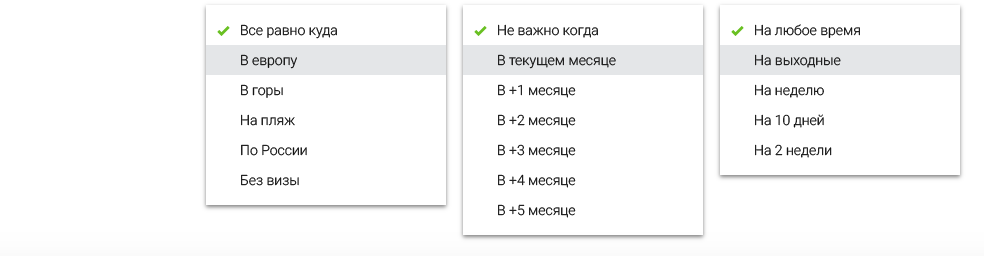 Все равно куда
В европу
В горы
На пляж
По России
Без визы
Не важно когда
В текущем месяце
В +1 месяце
В +2 месяце
В +3 месяце
В +4 месяце
В +5 месяце
На любое время
На выходные
На неделю
На 10 дней
На 2 недели